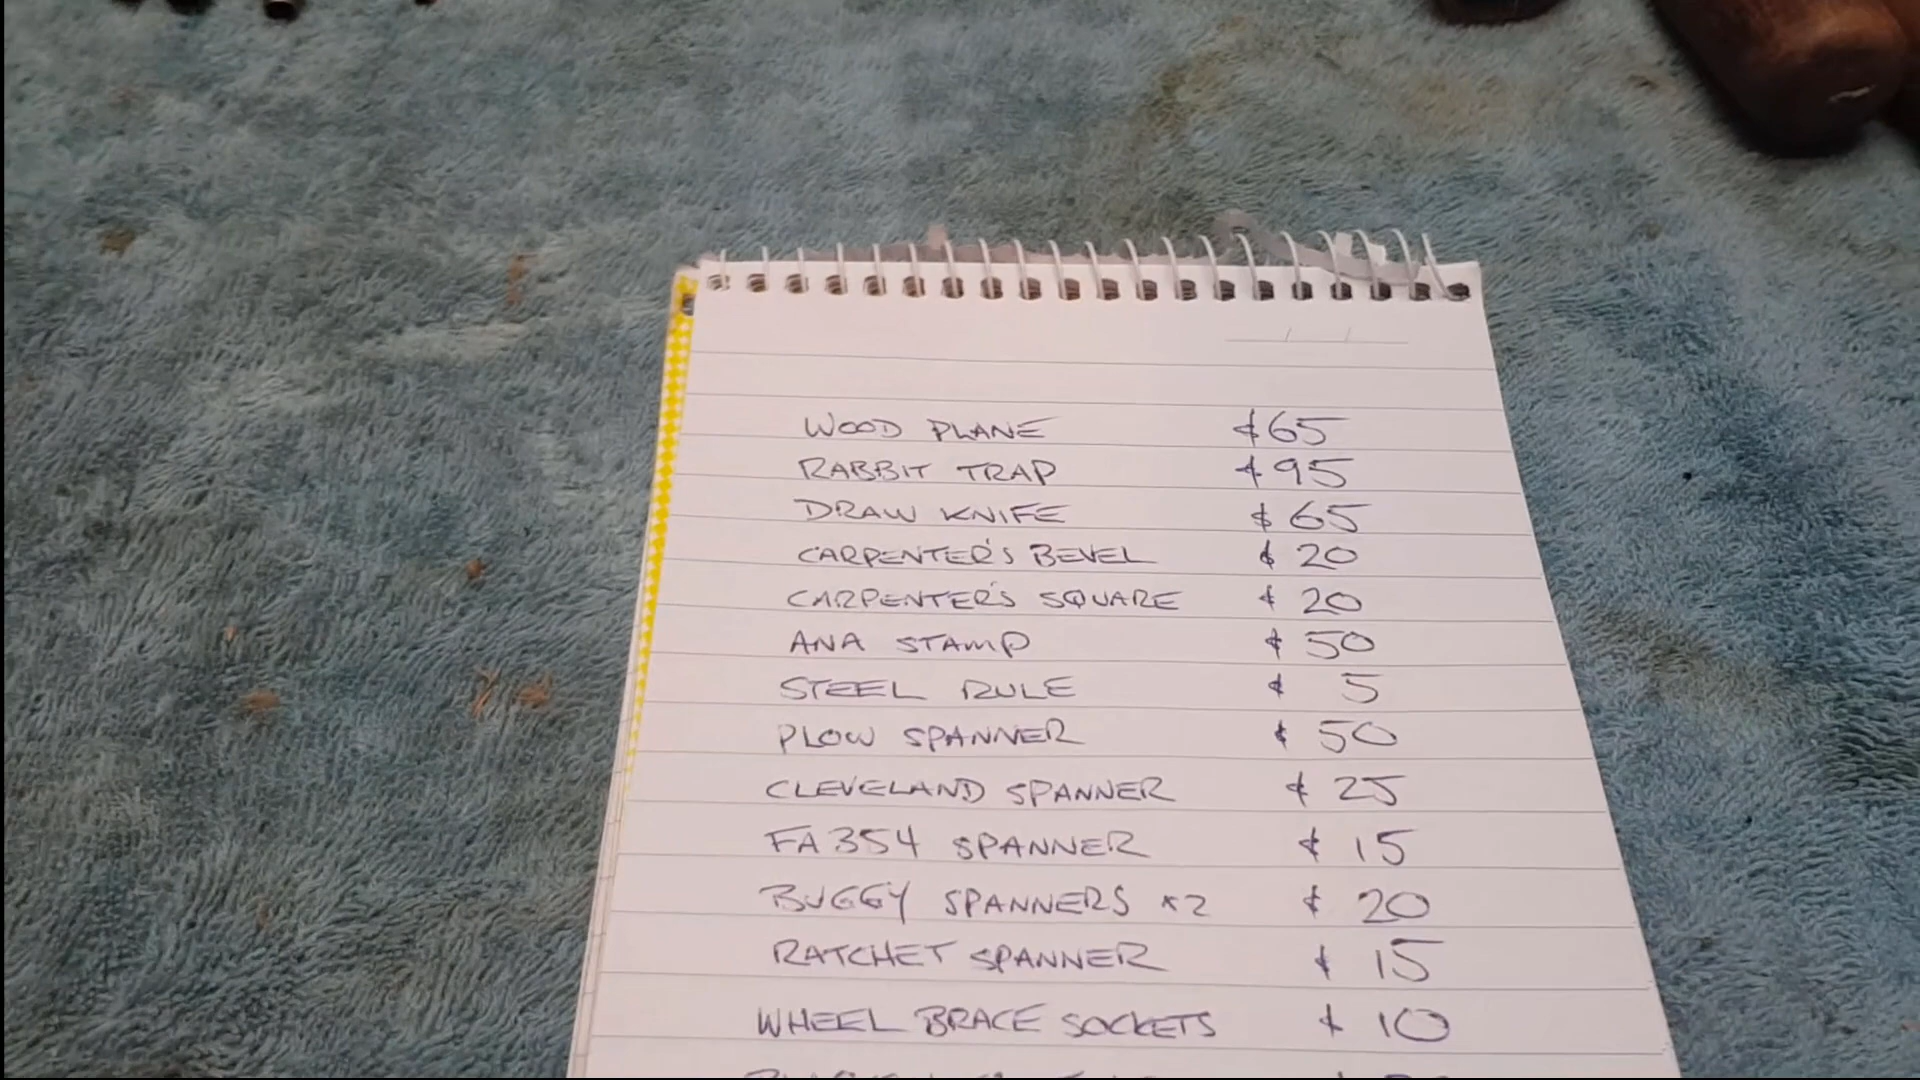 WOOD PLANE $65
RABBIT TRAP $95
DRAW KNIFE $65
CARPENTER'S BEVEL $20
CARPENTER'S SQUARE $20
ANA STAMP $50
STEEL RULE $5
PLOW SPANNER $50
CLEVELAND SPANNER $25
FA354 SPANNER $15
BUGGY SPANNERS x2 $20
RATCHET SPANNER $15
WHEEL BRACE SOCKETS $10